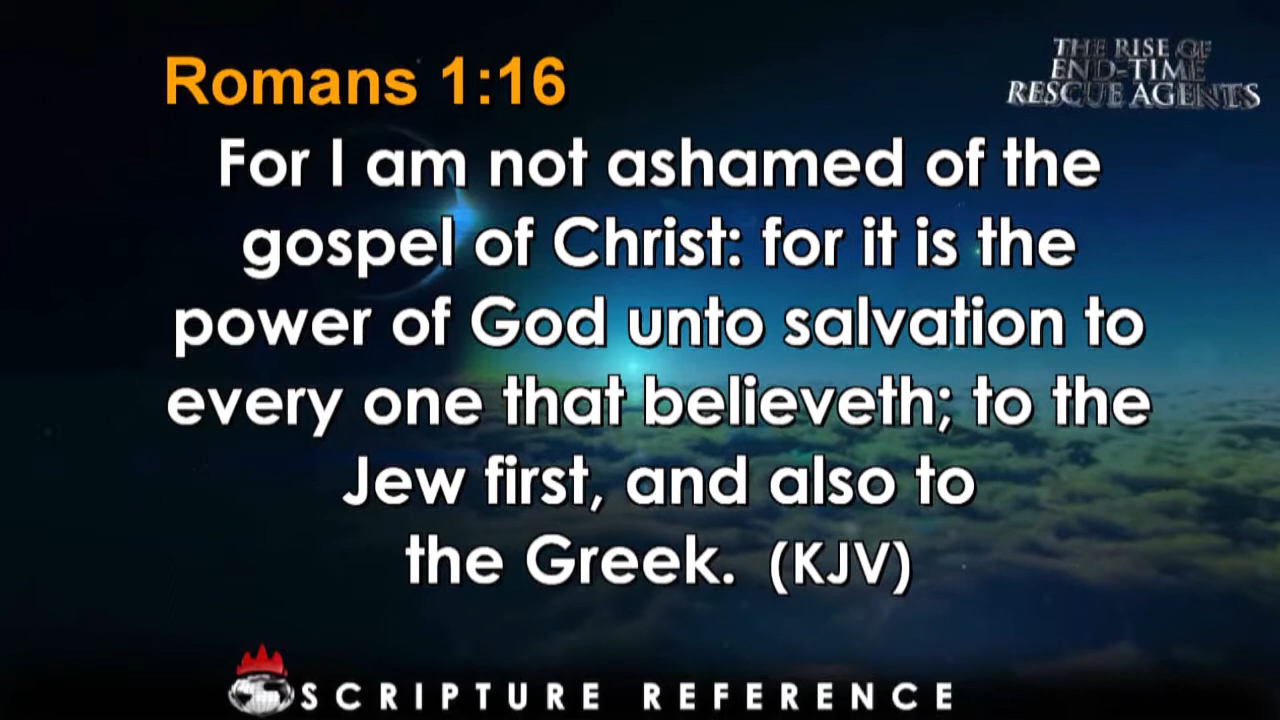 Romans 1:16
THE RISE OF
END-TIME
RESCUE AGENTS
For I am not ashamed of the
gospel of Christ: for it is the
power of God unto salvation to
every one that believeth; to the
Jew first, and also to
the Greek. (KJV)
SCRIPTURE REFERENCE